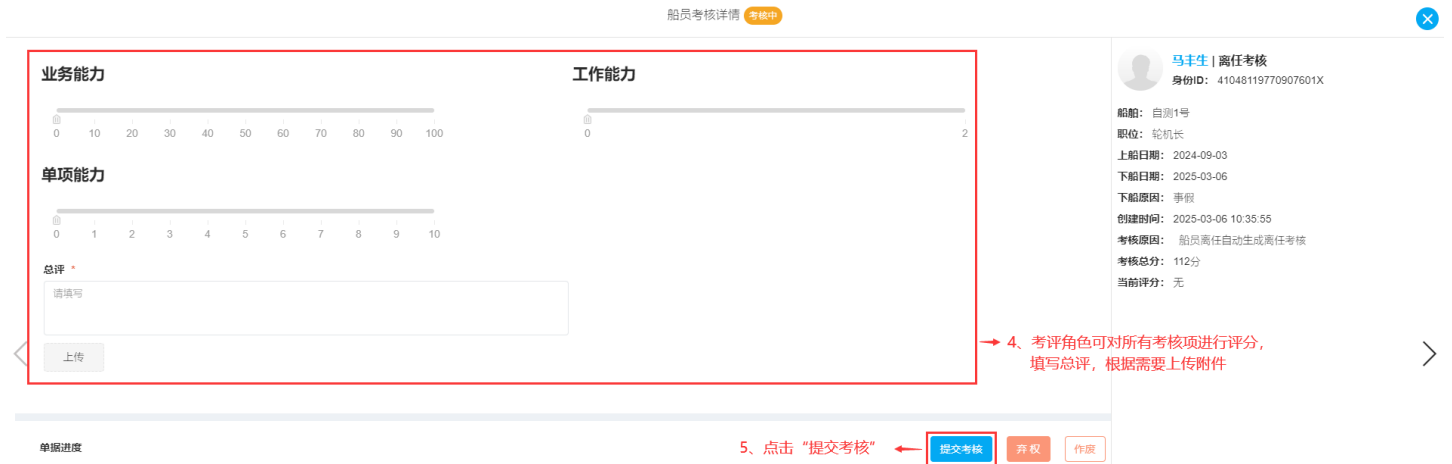 船员考核详情 考核中
业务能力
0 10 20 30 40 50 60 70 80 90 100
工作能力
0 2
单项能力
0 1 2 3 4 5 6 7 8 9 10
总评 *
请填写
上传
4、考评角色可对所有考核项进行评分，
填写总评，根据需要上传附件
单据进度
5、点击“提交考核”
提交考核
弃权
作废
马丰生 | 离任考核
身份ID： 41048119770907601X
船舶： 自测1号
职位： 轮机长
上船日期： 2024-09-03
下船日期： 2025-03-06
下船原因： 事假
创建时间： 2025-03-06 10:35:55
考核原因： 船员离任自动生成离任考核
考核总分： 112分
当前评分： 无